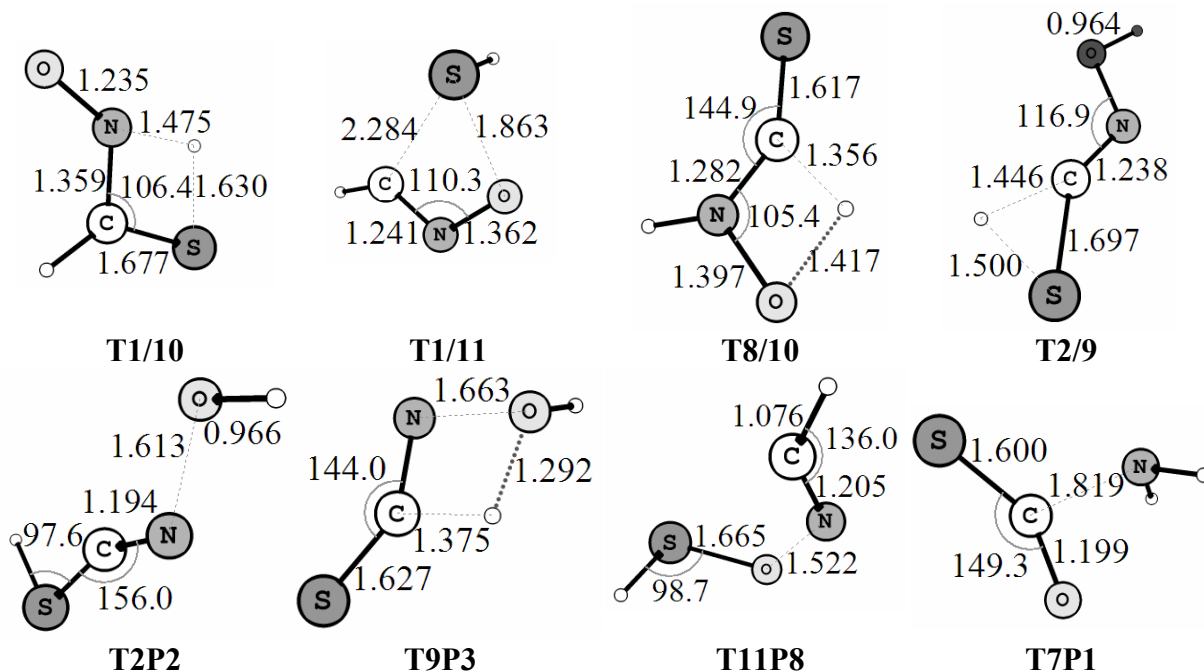 O
1.235
N
1.475
1.359
106.4
1.630
C
S
1.677
T1/10
S
2.284
1.863
C
110.3
O
1.241
N
1.362
T1/11
S
1.617
144.9
C
1.356
1.282
N
105.4
1.397
1.417
O
T8/10
0.964
O
116.9
N
1.446
C
1.238
1.697
1.500
S
T2/9
O
1.613
0.966
1.194
97.6
C
N
S
156.0
T2P2
1.663
N
O
144.0
1.292
C
1.375
1.627
S
T9P3
1.076
C
136.0
1.205
N
S
1.665
O
1.522
98.7
T11P8
S
1.600
N
1.819
C
149.3
1.199
O
T7P1